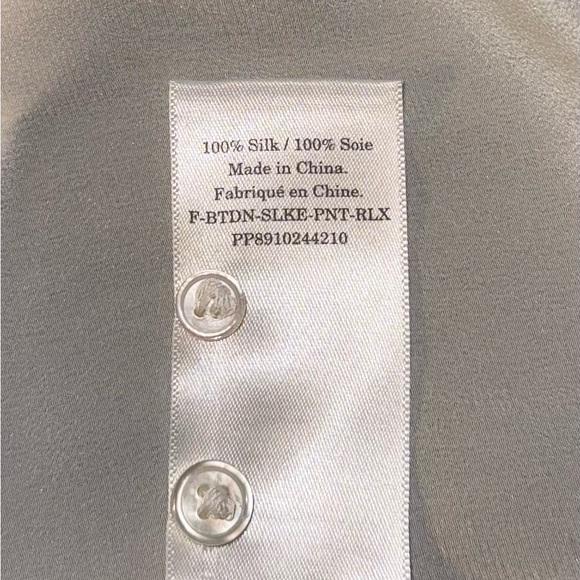 100% Silk / 100% Soie
Made in China.
Fabriqué en Chine.
F-BTDN-SLKE-PNT-RLX
PP8910244210